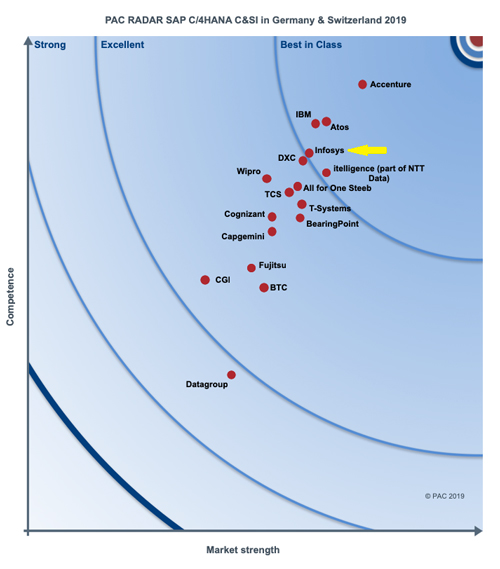 PAC RADAR SAP C/4HANA C&SI in Germany & Switzerland 2019
Strong
Excellent
Best in Class
Accenture
IBM
Atos
Infosys
DXC
itelligence (part of NTT
Data)
Wipro
All for One Steeb
TCS
T-Systems
Cognizant
BearingPoint
Capgemini
Fujitsu
CGI
BTC
Datagroup
Competence
© PAC 2019
Market strength